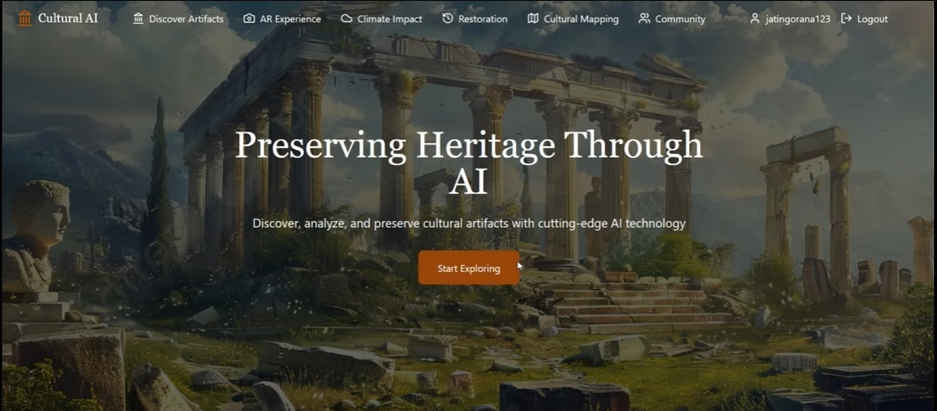 Cultural AI Discover Artifacts AR Experience Climate Impact Restoration Cultural Mapping Community jatingorana123 Logout
Preserving Heritage Through
AI
Discover, analyze, and preserve cultural artifacts with cutting-edge AI technology
Start Exploring